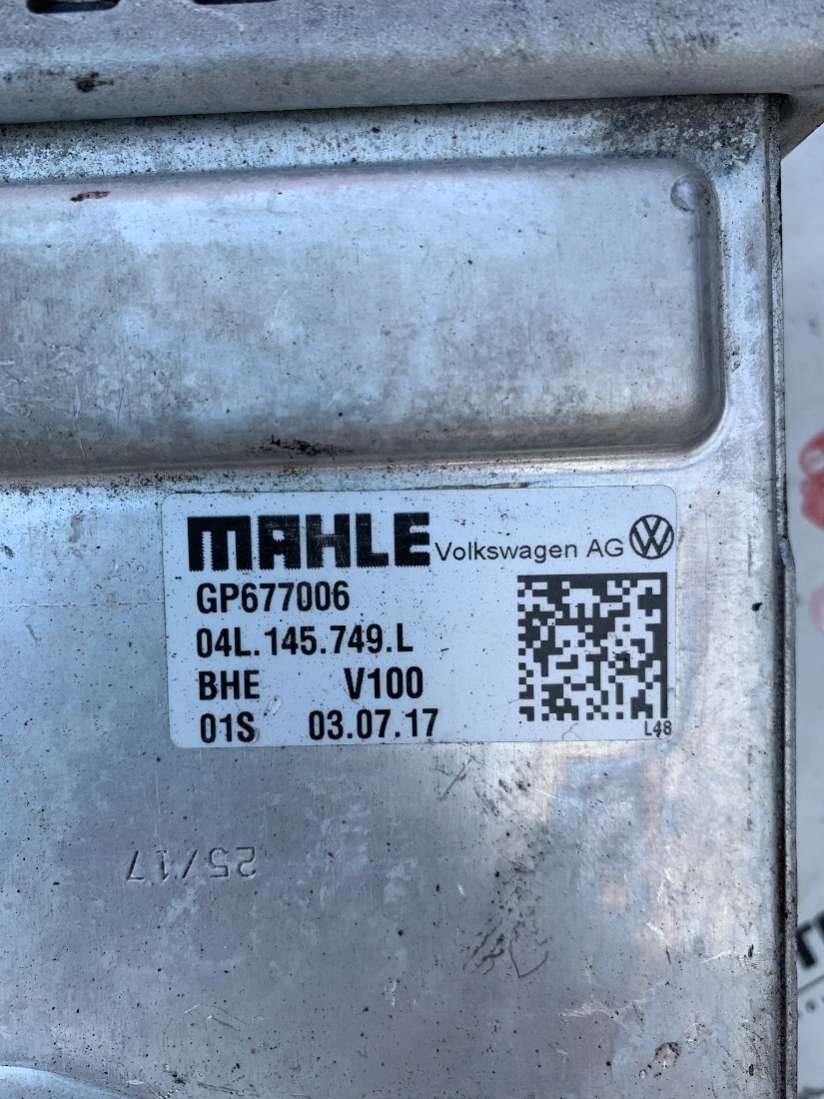 MAHLE Volkswagen AG
GP677006
04L.145.749.L
BHE V100
01S 03.07.17
L48
25/17